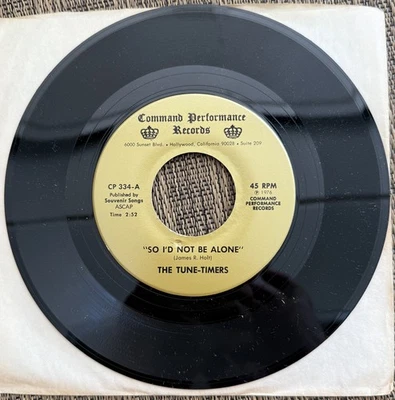 Command Performance
Records
6000 Sunset Blvd. • Hollywood, California 90028 • Suite 209
CP 334-A
Published by
Souvenir Songs
ASCAP
Time 2:52
45 RPM
℗ 1976
COMMAND
PERFORMANCE
RECORDS
"SO I'D NOT BE ALONE"
(James R. Holt)
THE TUNE-TIMERS